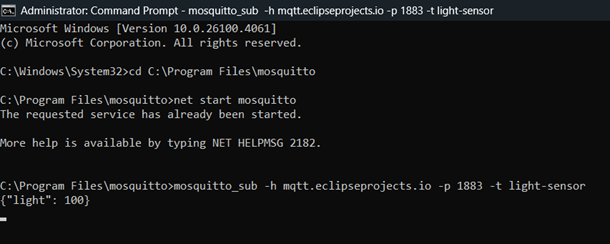 Administrator: Command Prompt - mosquitto_sub  -h mqtt.eclipseprojects.io -p 1883 -t light-sensor
Microsoft Windows [Version 10.0.26100.4061]
(c) Microsoft Corporation. All rights reserved.
C:\Windows\System32>cd C:\Program Files\mosquitto
C:\Program Files\mosquitto>net start mosquitto
The requested service has already been started.
More help is available by typing NET HELPMSG 2182.
C:\Program Files\mosquitto>mosquitto_sub -h mqtt.eclipseprojects.io -p 1883 -t light-sensor
{"light": 100}